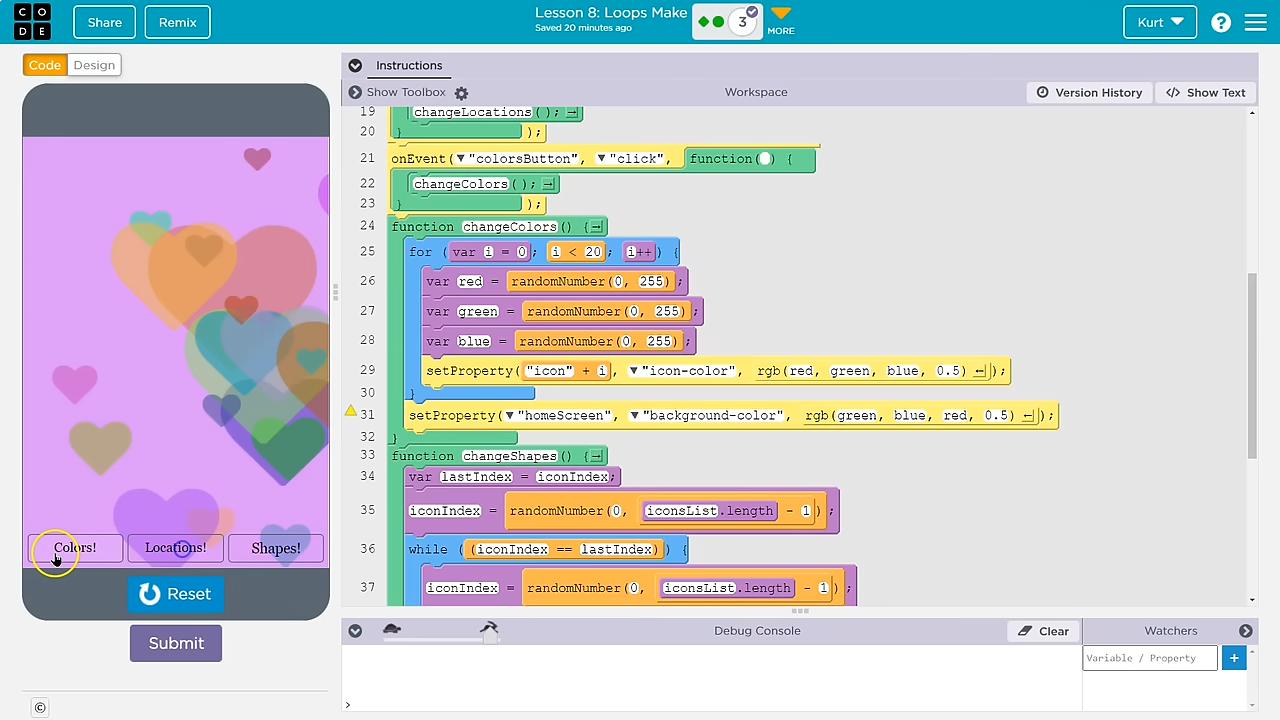 C O
D E
Share
Remix
Lesson 8: Loops Make
Saved 20 minutes ago
3
MORE
Kurt
?
Code
Design
Instructions
Show Toolbox
Workspace
Version History
</> Show Text
19 changeLocations();
20 } );
21 onEvent("colorsButton", "click", function() {
22 changeColors();
23 } );
24 function changeColors() {
25 for (var i = 0; i < 20; i++) {
26 var red = randomNumber(0, 255);
27 var green = randomNumber(0, 255);
28 var blue = randomNumber(0, 255);
29 setProperty("icon" + i, "icon-color", rgb(red, green, blue, 0.5));
30 }
31 setProperty("homeScreen", "background-color", rgb(green, blue, red, 0.5));
32 }
33 function changeShapes() {
34 var lastIndex = iconIndex;
35 iconIndex = randomNumber(0, iconsList.length - 1);
36 while ((iconIndex == lastIndex)) {
37 iconIndex = randomNumber(0, iconsList.length - 1);
Colors!
Locations!
Shapes!
Reset
Submit
©
Debug Console
Clear
Watchers
Variable / Property
+
>